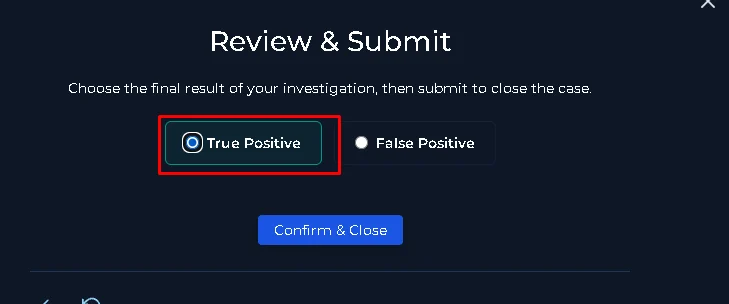 Review & Submit
Choose the final result of your investigation, then submit to close the case.
True Positive
False Positive
Confirm & Close